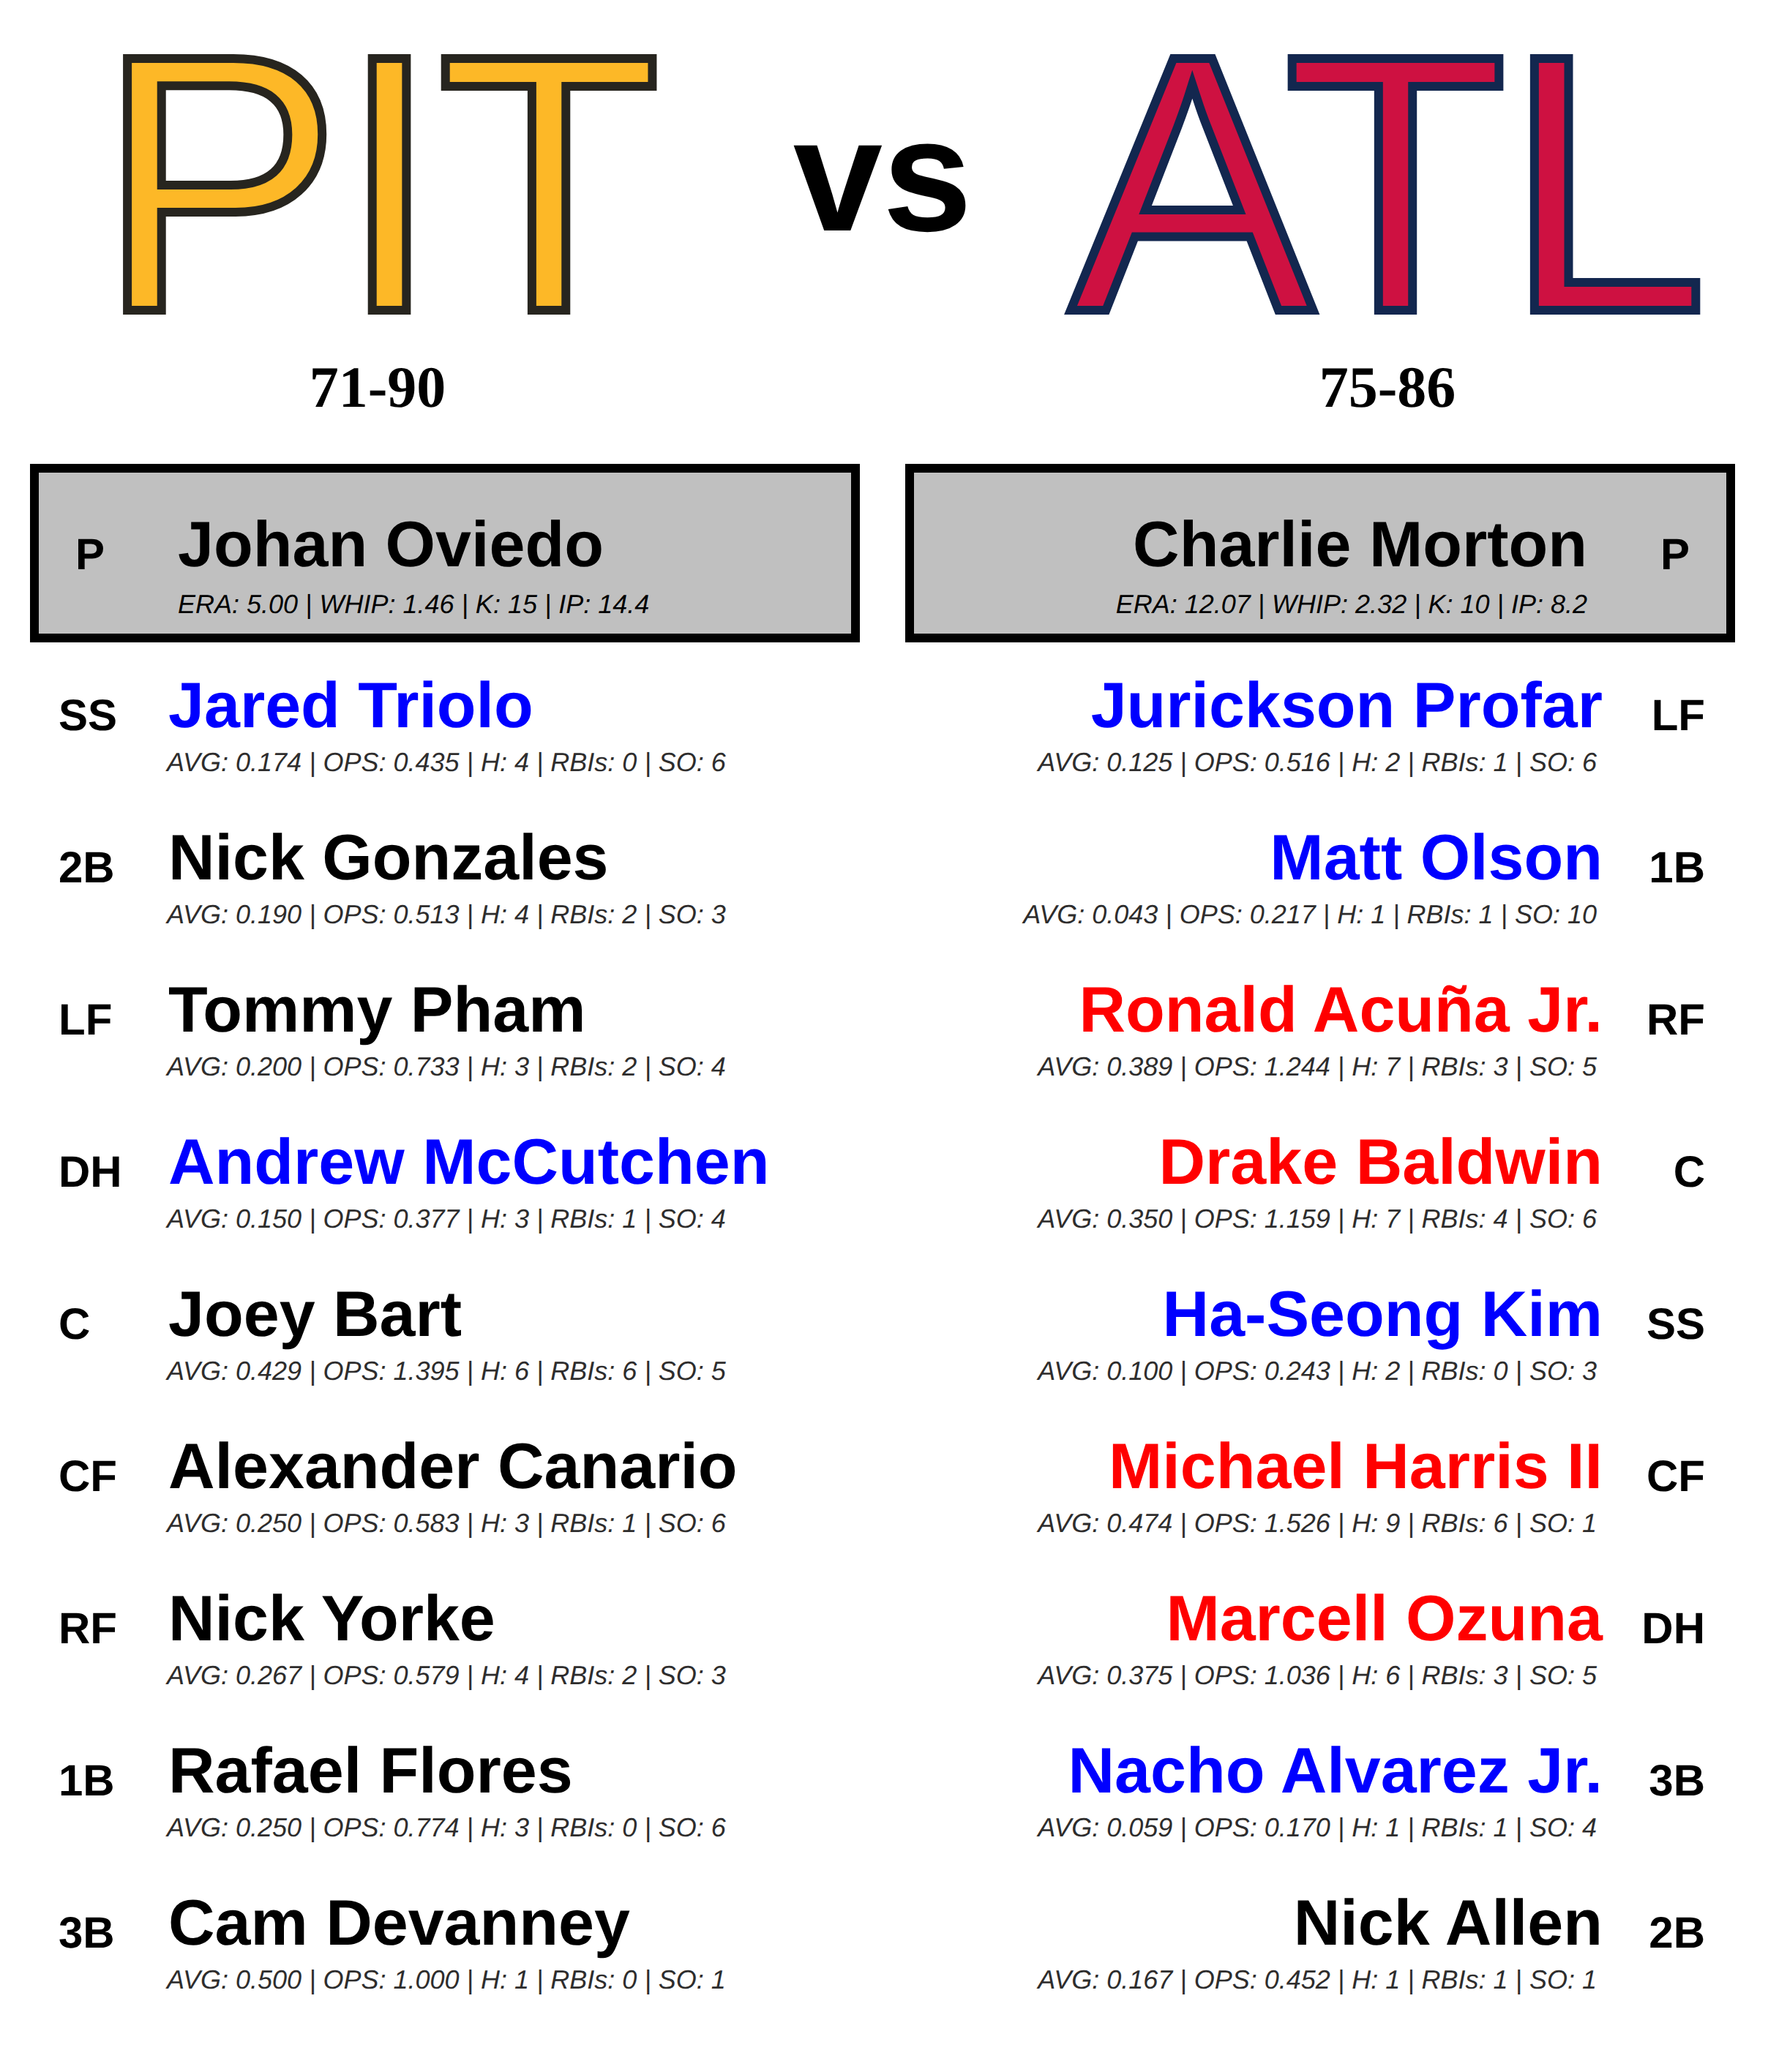 PIT vs ATL
71-90 75-86
P Johan Oviedo
ERA: 5.00 | WHIP: 1.46 | K: 15 | IP: 14.4
Charlie Morton P
ERA: 12.07 | WHIP: 2.32 | K: 10 | IP: 8.2
SS Jared Triolo
AVG: 0.174 | OPS: 0.435 | H: 4 | RBIs: 0 | SO: 6
2B Nick Gonzales
AVG: 0.190 | OPS: 0.513 | H: 4 | RBIs: 2 | SO: 3
LF Tommy Pham
AVG: 0.200 | OPS: 0.733 | H: 3 | RBIs: 2 | SO: 4
DH Andrew McCutchen
AVG: 0.150 | OPS: 0.377 | H: 3 | RBIs: 1 | SO: 4
C Joey Bart
AVG: 0.429 | OPS: 1.395 | H: 6 | RBIs: 6 | SO: 5
CF Alexander Canario
AVG: 0.250 | OPS: 0.583 | H: 3 | RBIs: 1 | SO: 6
RF Nick Yorke
AVG: 0.267 | OPS: 0.579 | H: 4 | RBIs: 2 | SO: 3
1B Rafael Flores
AVG: 0.250 | OPS: 0.774 | H: 3 | RBIs: 0 | SO: 6
3B Cam Devanney
AVG: 0.500 | OPS: 1.000 | H: 1 | RBIs: 0 | SO: 1
Jurickson Profar LF
AVG: 0.125 | OPS: 0.516 | H: 2 | RBIs: 1 | SO: 6
Matt Olson 1B
AVG: 0.043 | OPS: 0.217 | H: 1 | RBIs: 1 | SO: 10
Ronald Acuña Jr. RF
AVG: 0.389 | OPS: 1.244 | H: 7 | RBIs: 3 | SO: 5
Drake Baldwin C
AVG: 0.350 | OPS: 1.159 | H: 7 | RBIs: 4 | SO: 6
Ha-Seong Kim SS
AVG: 0.100 | OPS: 0.243 | H: 2 | RBIs: 0 | SO: 3
Michael Harris II CF
AVG: 0.474 | OPS: 1.526 | H: 9 | RBIs: 6 | SO: 1
Marcell Ozuna DH
AVG: 0.375 | OPS: 1.036 | H: 6 | RBIs: 3 | SO: 5
Nacho Alvarez Jr. 3B
AVG: 0.059 | OPS: 0.170 | H: 1 | RBIs: 1 | SO: 4
Nick Allen 2B
AVG: 0.167 | OPS: 0.452 | H: 1 | RBIs: 1 | SO: 1